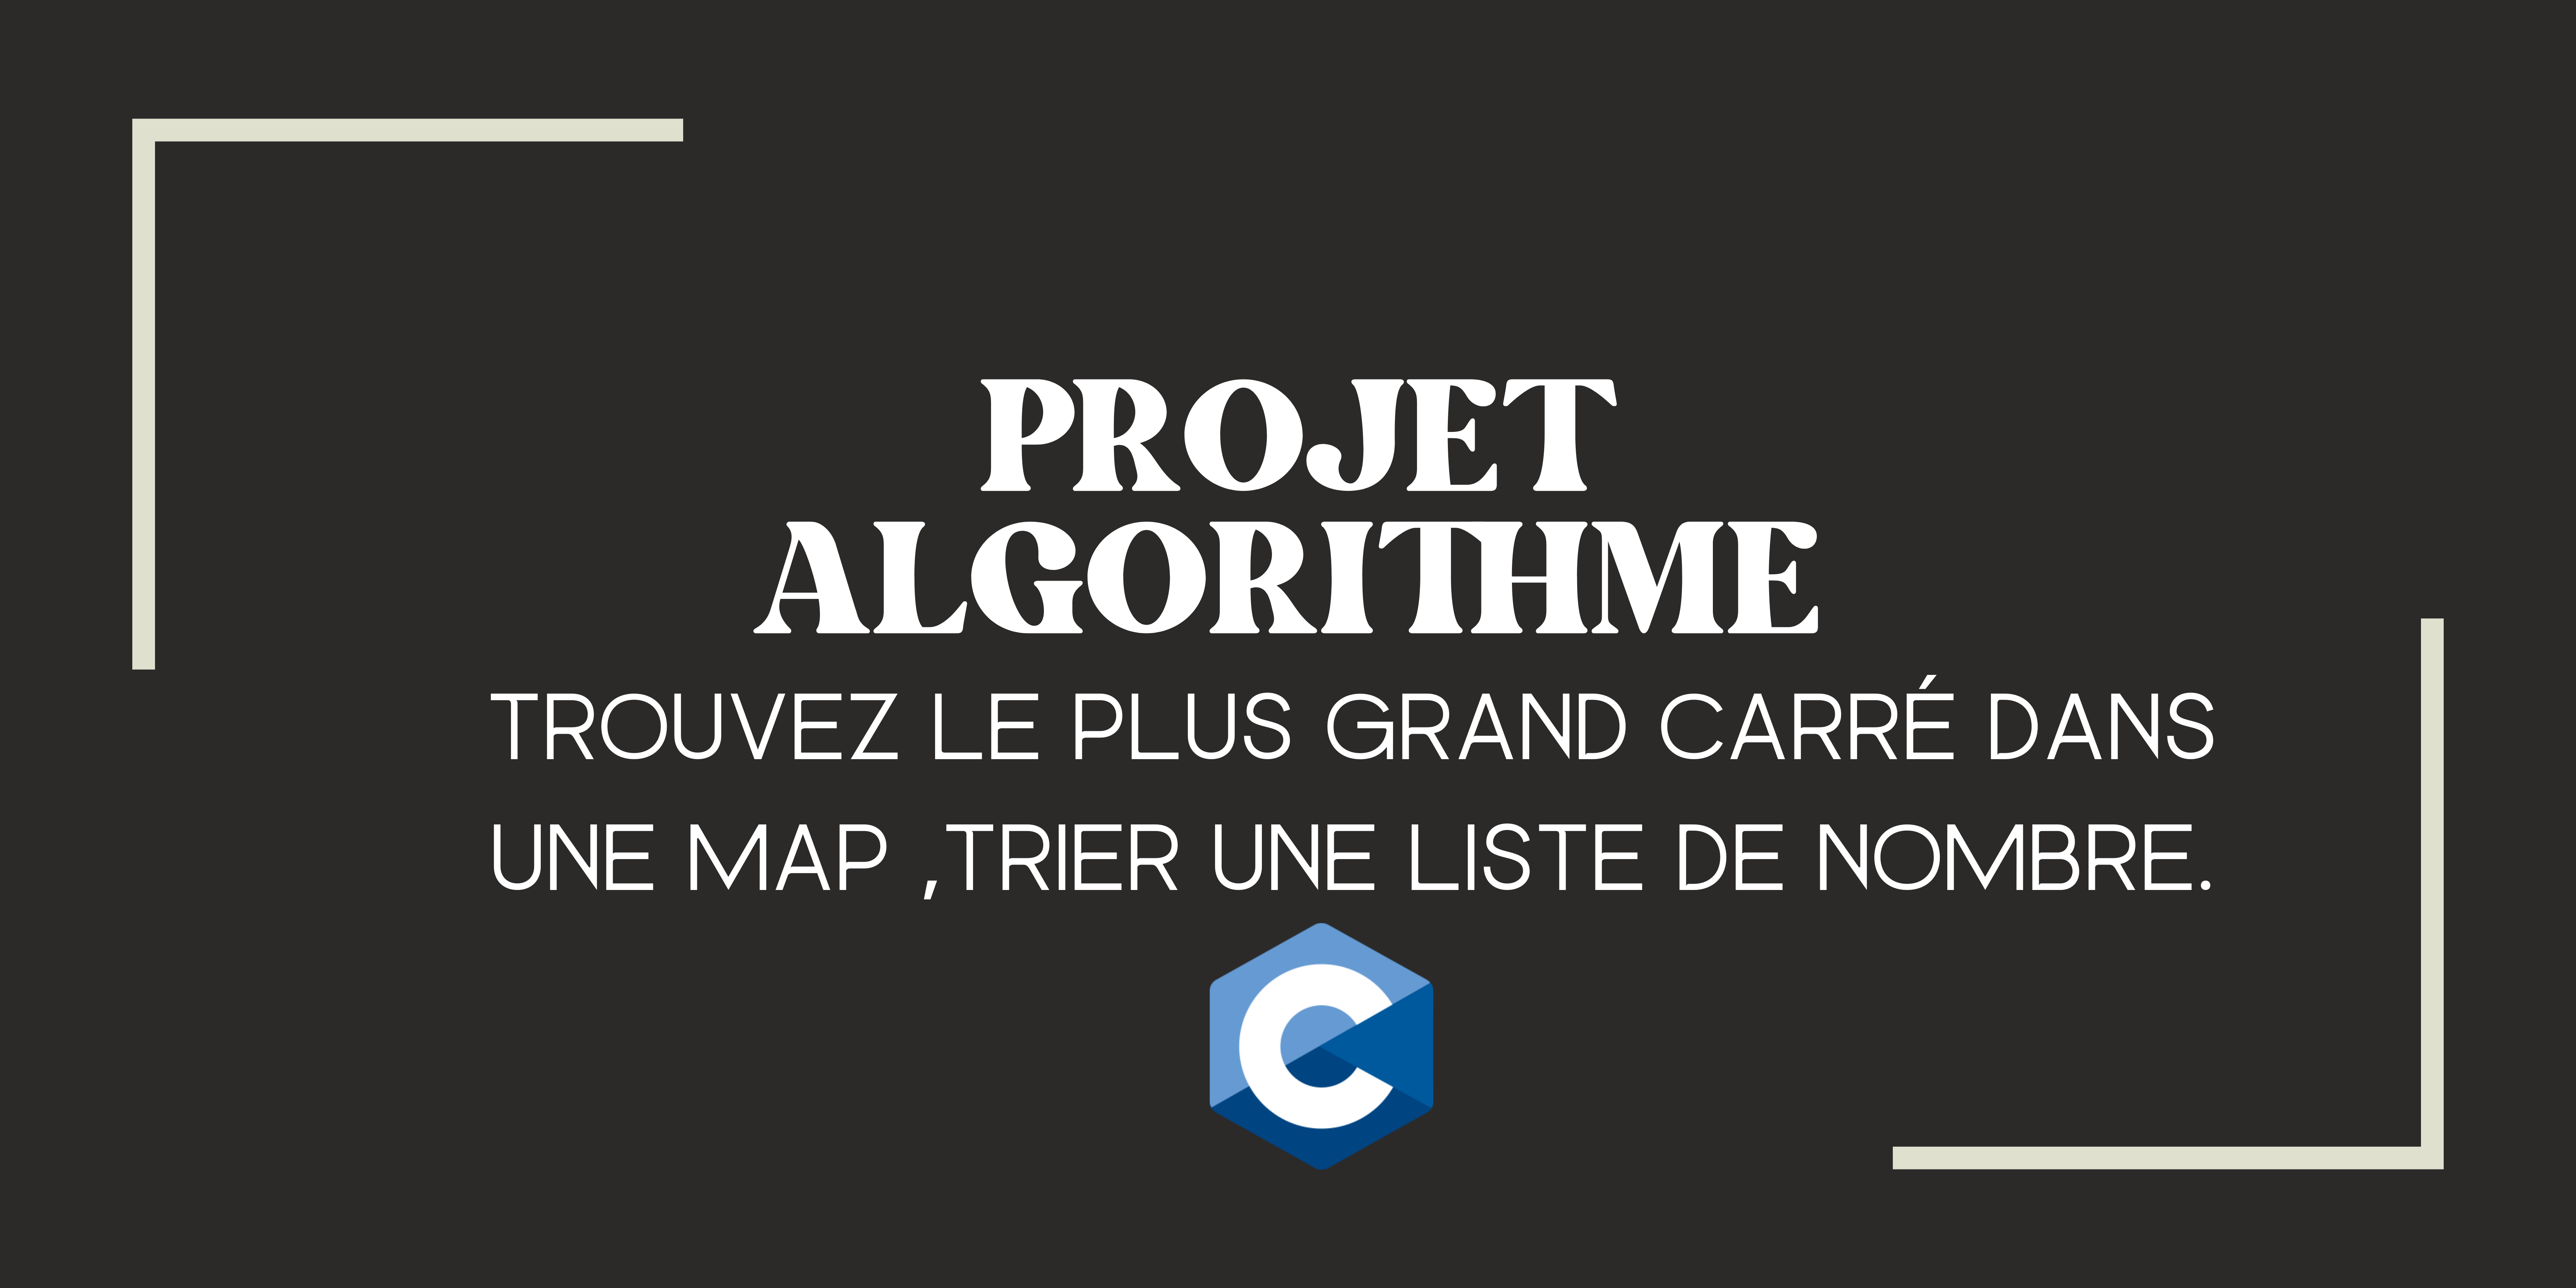 PROJET
ALGORITHME
TROUVEZ LE PLUS GRAND CARRÉ DANS
UNE MAP ,TRIER UNE LISTE DE NOMBRE.
C